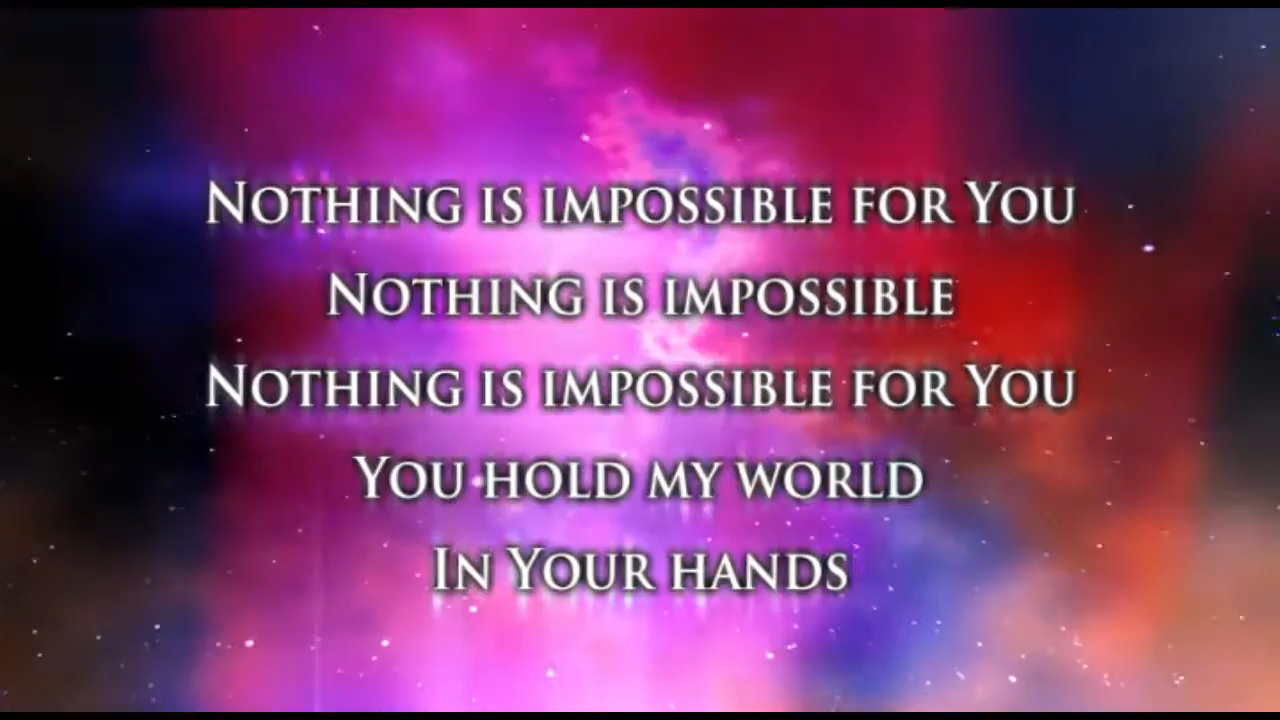 Nothing is impossible for You
Nothing is impossible
Nothing is impossible for You
You hold my world
In Your hands